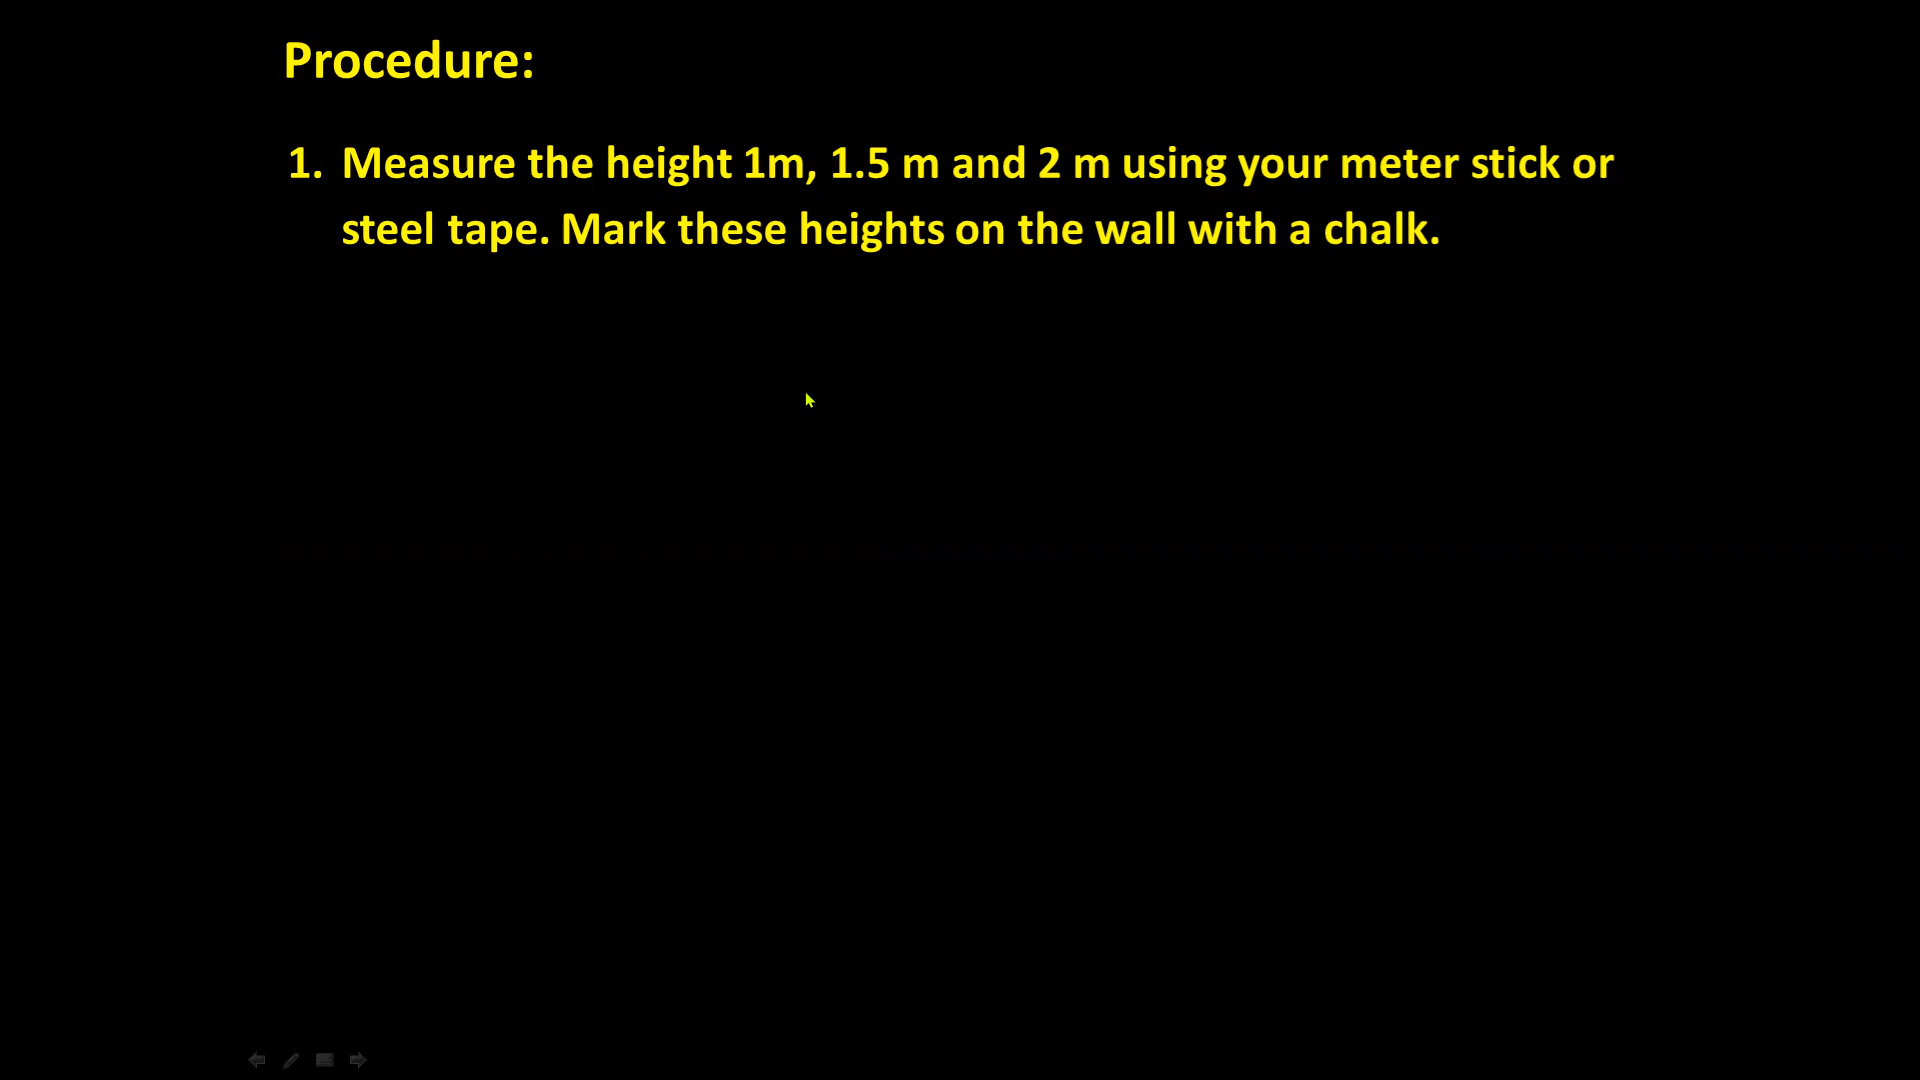 Procedure:
1. Measure the height 1m, 1.5 m and 2 m using your meter stick or
steel tape. Mark these heights on the wall with a chalk.